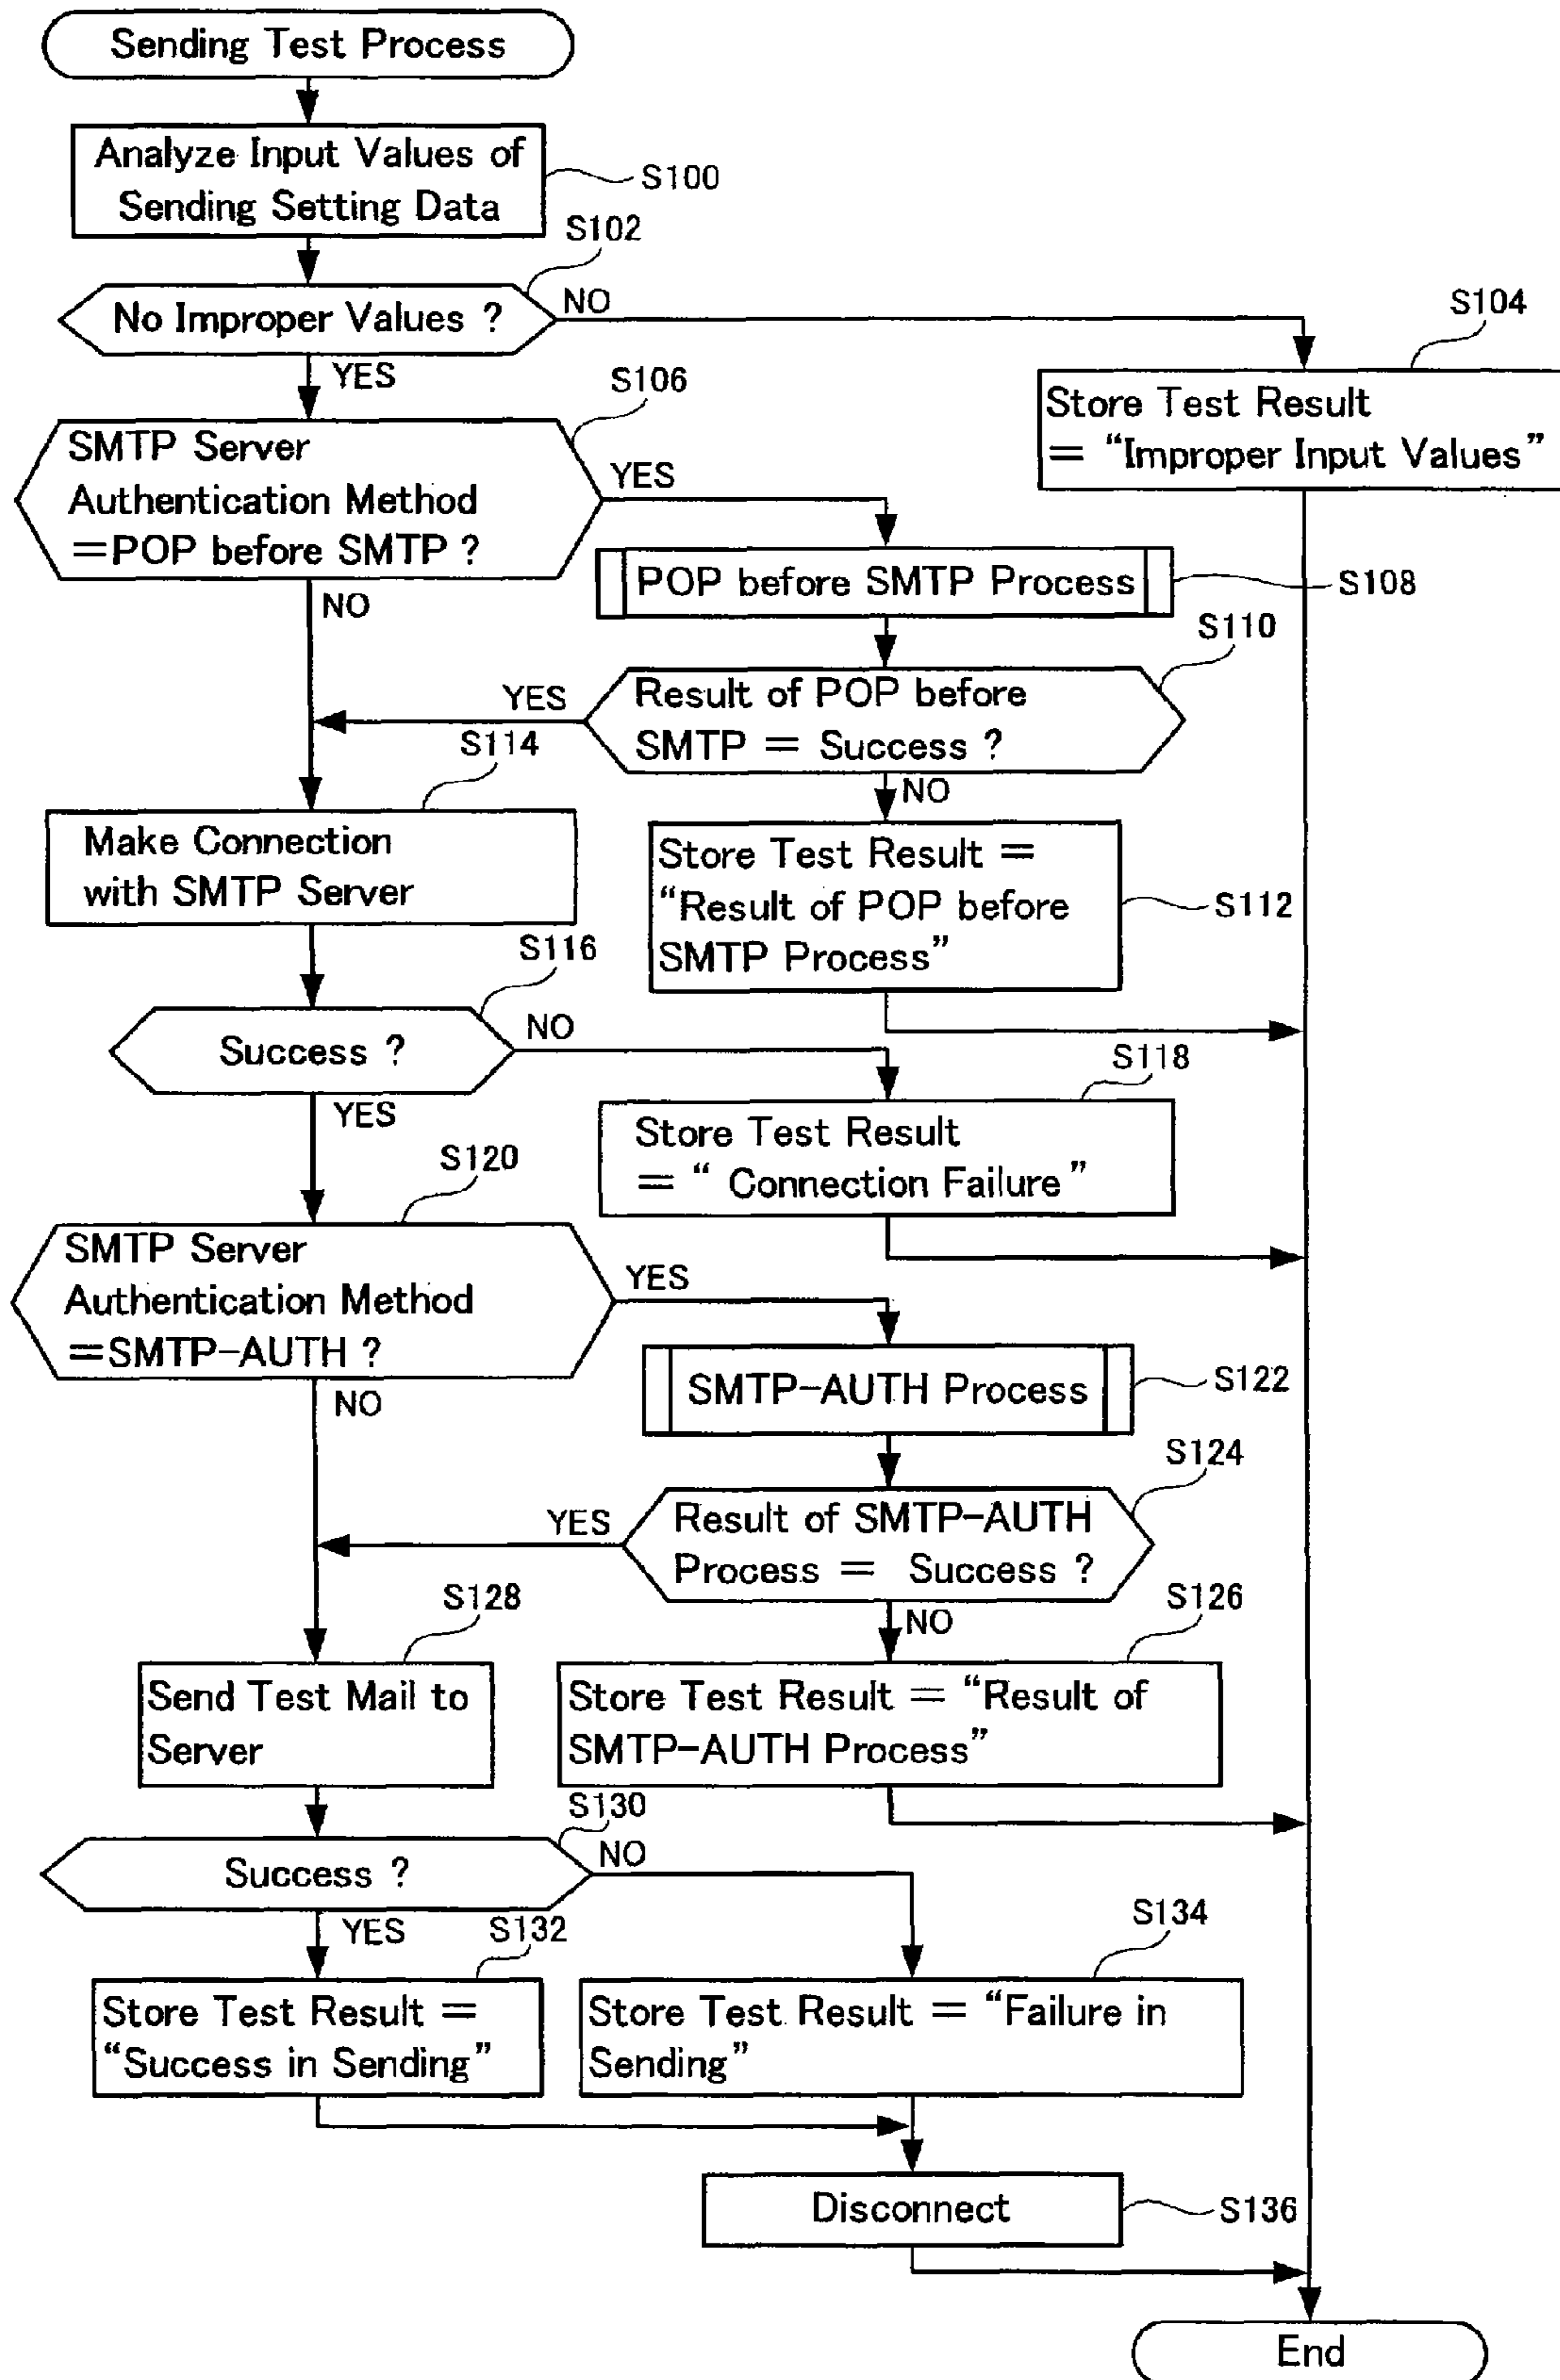 Sending Test Process
Analyze Input Values of
Sending Setting Data
S100
S102
No Improper Values ?
NO
YES
S104
Store Test Result
= “Improper Input Values”
S106
SMTP Server
Authentication Method
=POP before SMTP ?
YES
NO
POP before SMTP Process
S108
S110
Result of POP before
SMTP = Success ?
YES
NO
S114
Make Connection
with SMTP Server
Store Test Result =
“Result of POP before
SMTP Process”
S112
S116
Success ?
NO
YES
S118
Store Test Result
= “ Connection Failure ”
S120
SMTP Server
Authentication Method
=SMTP-AUTH ?
YES
NO
SMTP-AUTH Process
S122
S124
Result of SMTP-AUTH
Process = Success ?
YES
NO
S128
Send Test Mail to
Server
S126
Store Test Result = “Result of
SMTP-AUTH Process”
S130
Success ?
NO
YES
S132
Store Test Result =
“Success in Sending”
S134
Store Test Result = “Failure in
Sending”
Disconnect
S136
End